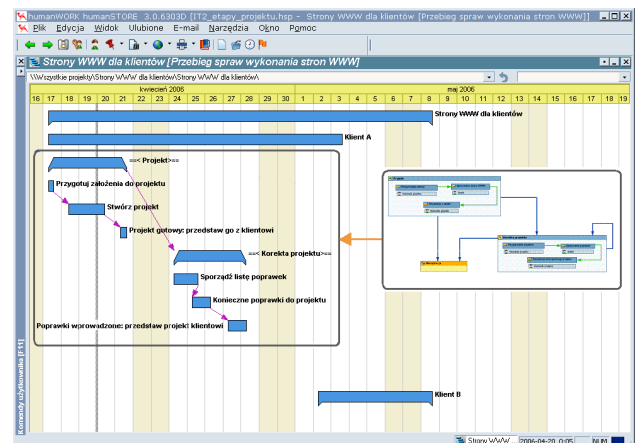 humanWORK humanSTORE 3.0.6303D [IT2_etapy_projektu.hsp - Strony WWW dla klientów [Przebieg spraw wykonania stron WWW]]
Plik Edycja Widok Ulubione E-mail Narzędzia Okno Pomoc
Strony WWW dla klientów [Przebieg spraw wykonania stron WWW]
\\Wszystkie projekty\Strony WWW dla klientów\Strony WWW dla klientów\
kwiecień 2006 maj 2006
16 17 18 19 20 21 22 23 24 25 26 27 28 29 30 1 2 3 4 5 6 7 8 9 10 11 12 13 14 15 16 17 18 19
Strony WWW dla klientów
Klient A
==< Projekt>==
Przygotuj założenia do projektu
Stwórz projekt
Projekt gotowy: przedstaw go z klientowi
==< Korekta projektu>==
Sporządź listę poprawek
Konieczne poprawki do projektu
Poprawki wprowadzone: przedstaw projekt klientowi
Klient B
Komendy użytkownika [F11]
Strony WWW... 2006-04-20 0:05 NUM